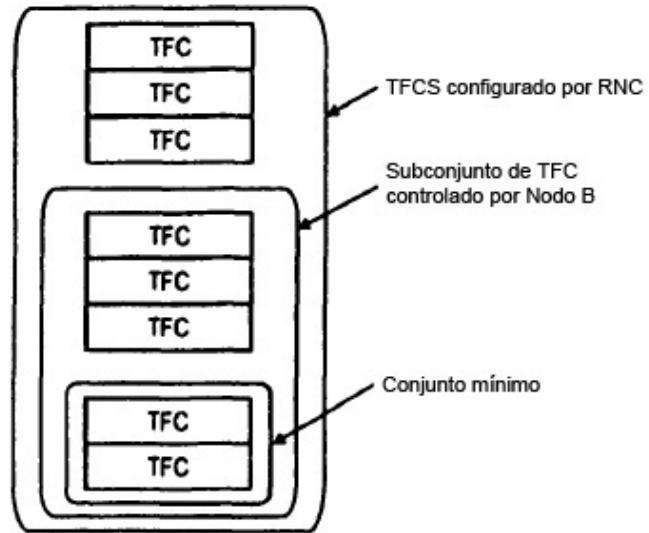 TFC
TFC
TFC
TFCS configurado por RNC
Subconjunto de TFC
controlado por Nodo B
TFC
TFC
TFC
Conjunto mínimo
TFC
TFC